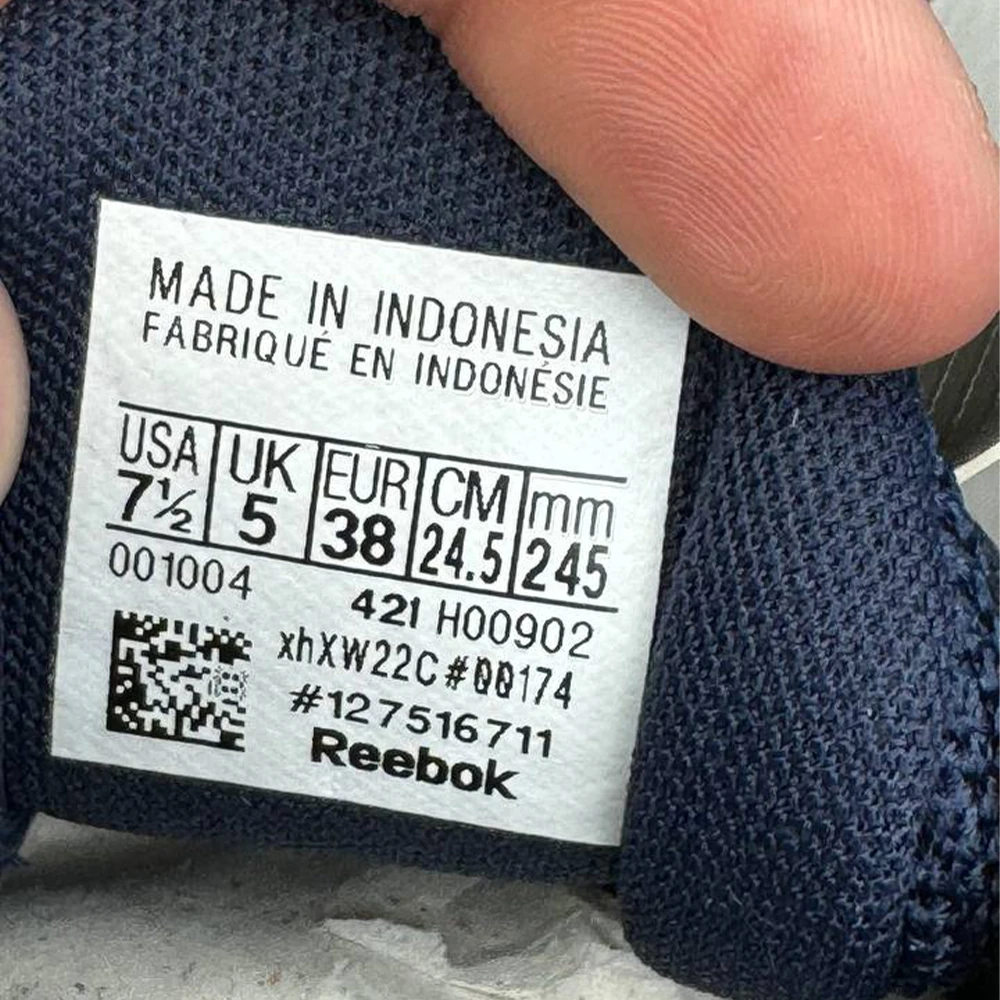 MADE IN INDONESIA
FABRIQUÉ EN INDONÉSIE
USA UK EUR CM mm
7½ 5 38 24.5 245
001004
421 H00902
xhXW22C#00174
#127516711
Reebok